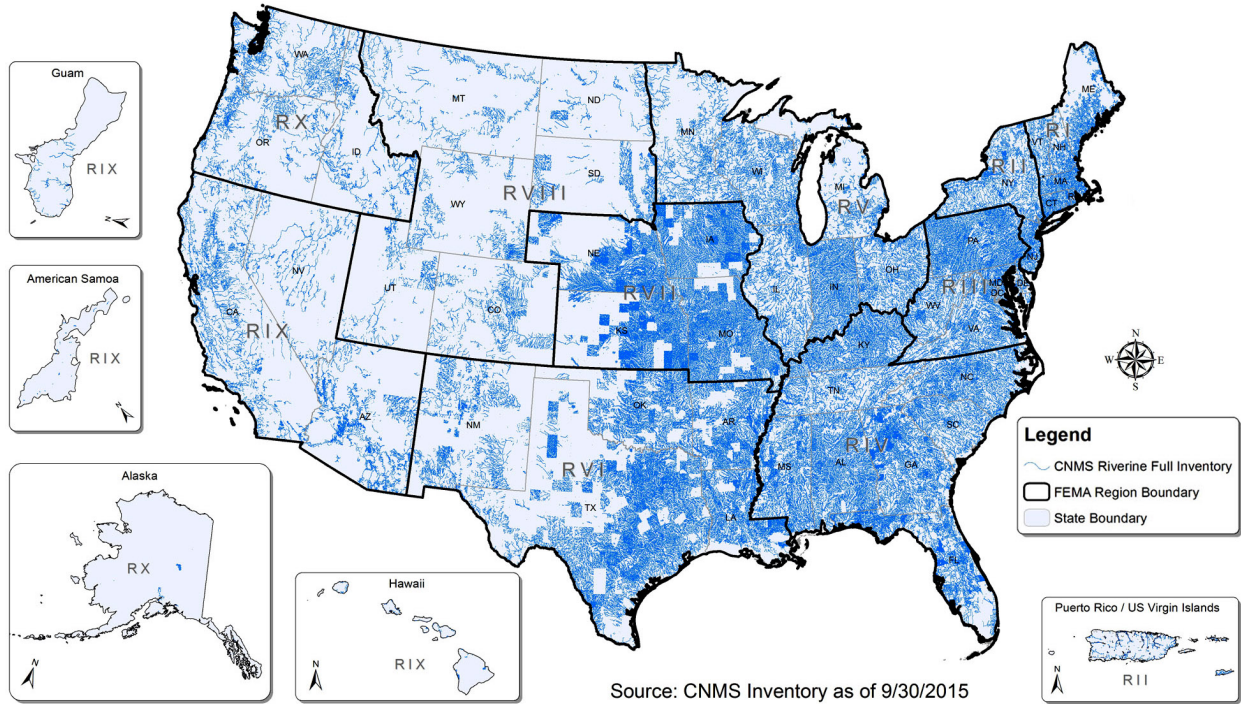 Guam
RIX
N
American Samoa
RIX
N
Alaska
RX
N
Hawaii
RIX
N
WA
MT
ND
MN
ME
RX
OR
ID
SD
WI
MI
RV
RI
VT
NH
RII
NY
MA
CT
RVIII
WY
NE
IA
PA
NJ
NV
UT
CO
RVII
IL
IN
OH
RIII
MD
DC
DE
WV
VA
CA
RIX
KS
MO
KY
AZ
NM
OK
AR
TN
NC
SC
RVI
TX
LA
MS
AL
RIV
GA
FL
N
W
E
S
Legend
CNMS Riverine Full Inventory
FEMA Region Boundary
State Boundary
Puerto Rico / US Virgin Islands
N
RII
Source: CNMS Inventory as of 9/30/2015